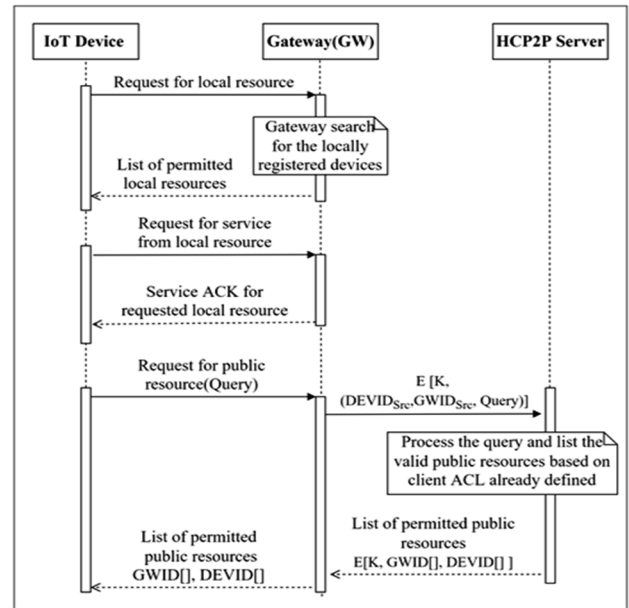 IoT Device
Gateway(GW)
HCP2P Server
Request for local resource
Gateway search
for the locally
registered devices
List of permitted
local resources
Request for service
from local resource
Service ACK for
requested local resource
Request for public
resource(Query)
E [K,
(DEVIDSrc,GWIDSrc, Query)]
Process the query and list the
valid public resources based on
client ACL already defined
List of permitted public
resources
E[K, GWID[], DEVID[] ]
List of permitted
public resources
GWID[], DEVID[]